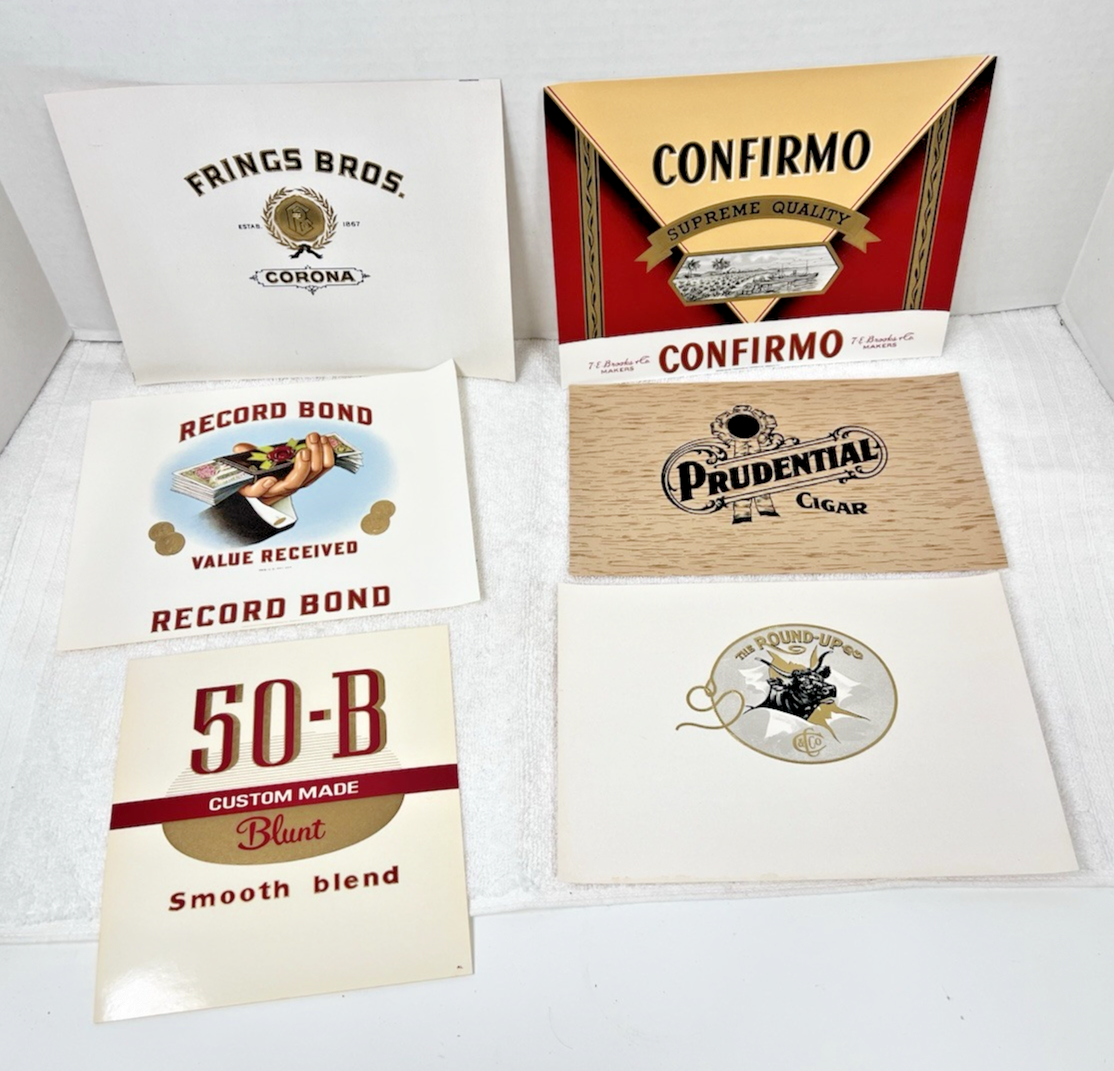 FRINGS BROS.
ESTAB. 1867
CORONA
CONFIRMO
SUPREME QUALITY
T. E. Brooks & Co.
MAKERS
CONFIRMO
T. E. Brooks & Co.
MAKERS
RECORD BOND
VALUE RECEIVED
RECORD BOND
PRUDENTIAL
CIGAR
50-B
CUSTOM MADE
Blunt
Smooth blend
THE ROUND-UP
& CO